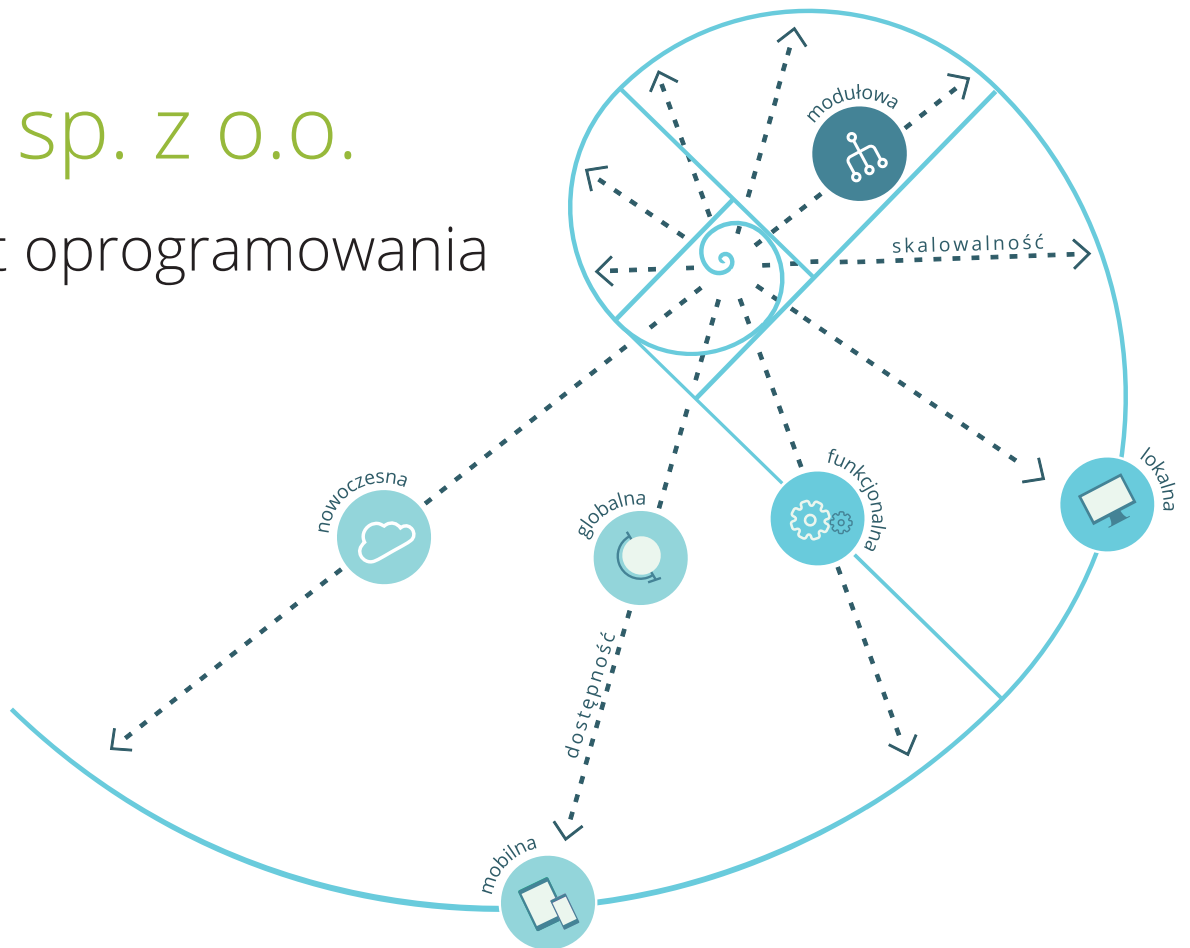 sp. z o.o.
oprogramowania
modułowa
skalowalność
lokalna
funkcjonalna
globalna
nowoczesna
dostępność
mobilna